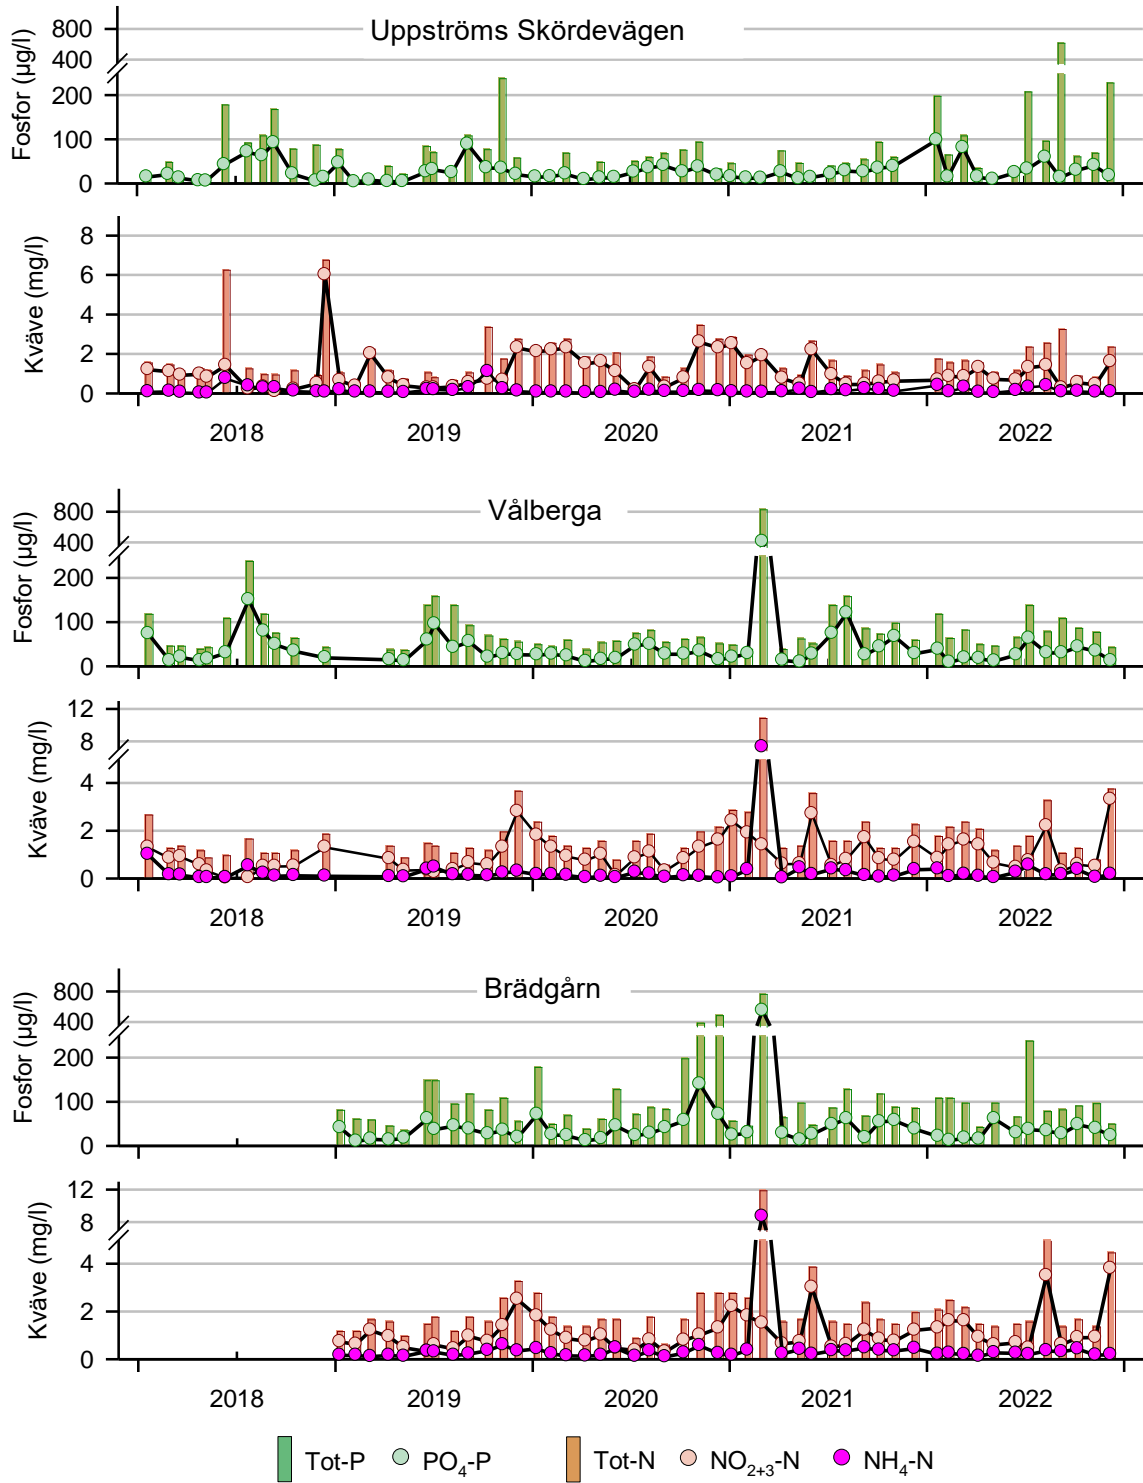 Uppströms Skördevägen
Fosfor (µg/l)
800
400
200
100
0
Kväve (mg/l)
8
6
4
2
0
2018 2019 2020 2021 2022
Vålberga
Fosfor (µg/l)
800
400
200
100
0
Kväve (mg/l)
12
8
4
2
0
2018 2019 2020 2021 2022
Brädgårn
Fosfor (µg/l)
800
400
200
100
0
Kväve (mg/l)
12
8
4
2
0
2018 2019 2020 2021 2022
Tot-P PO₄-P Tot-N NO₂₊₃-N NH₄-N